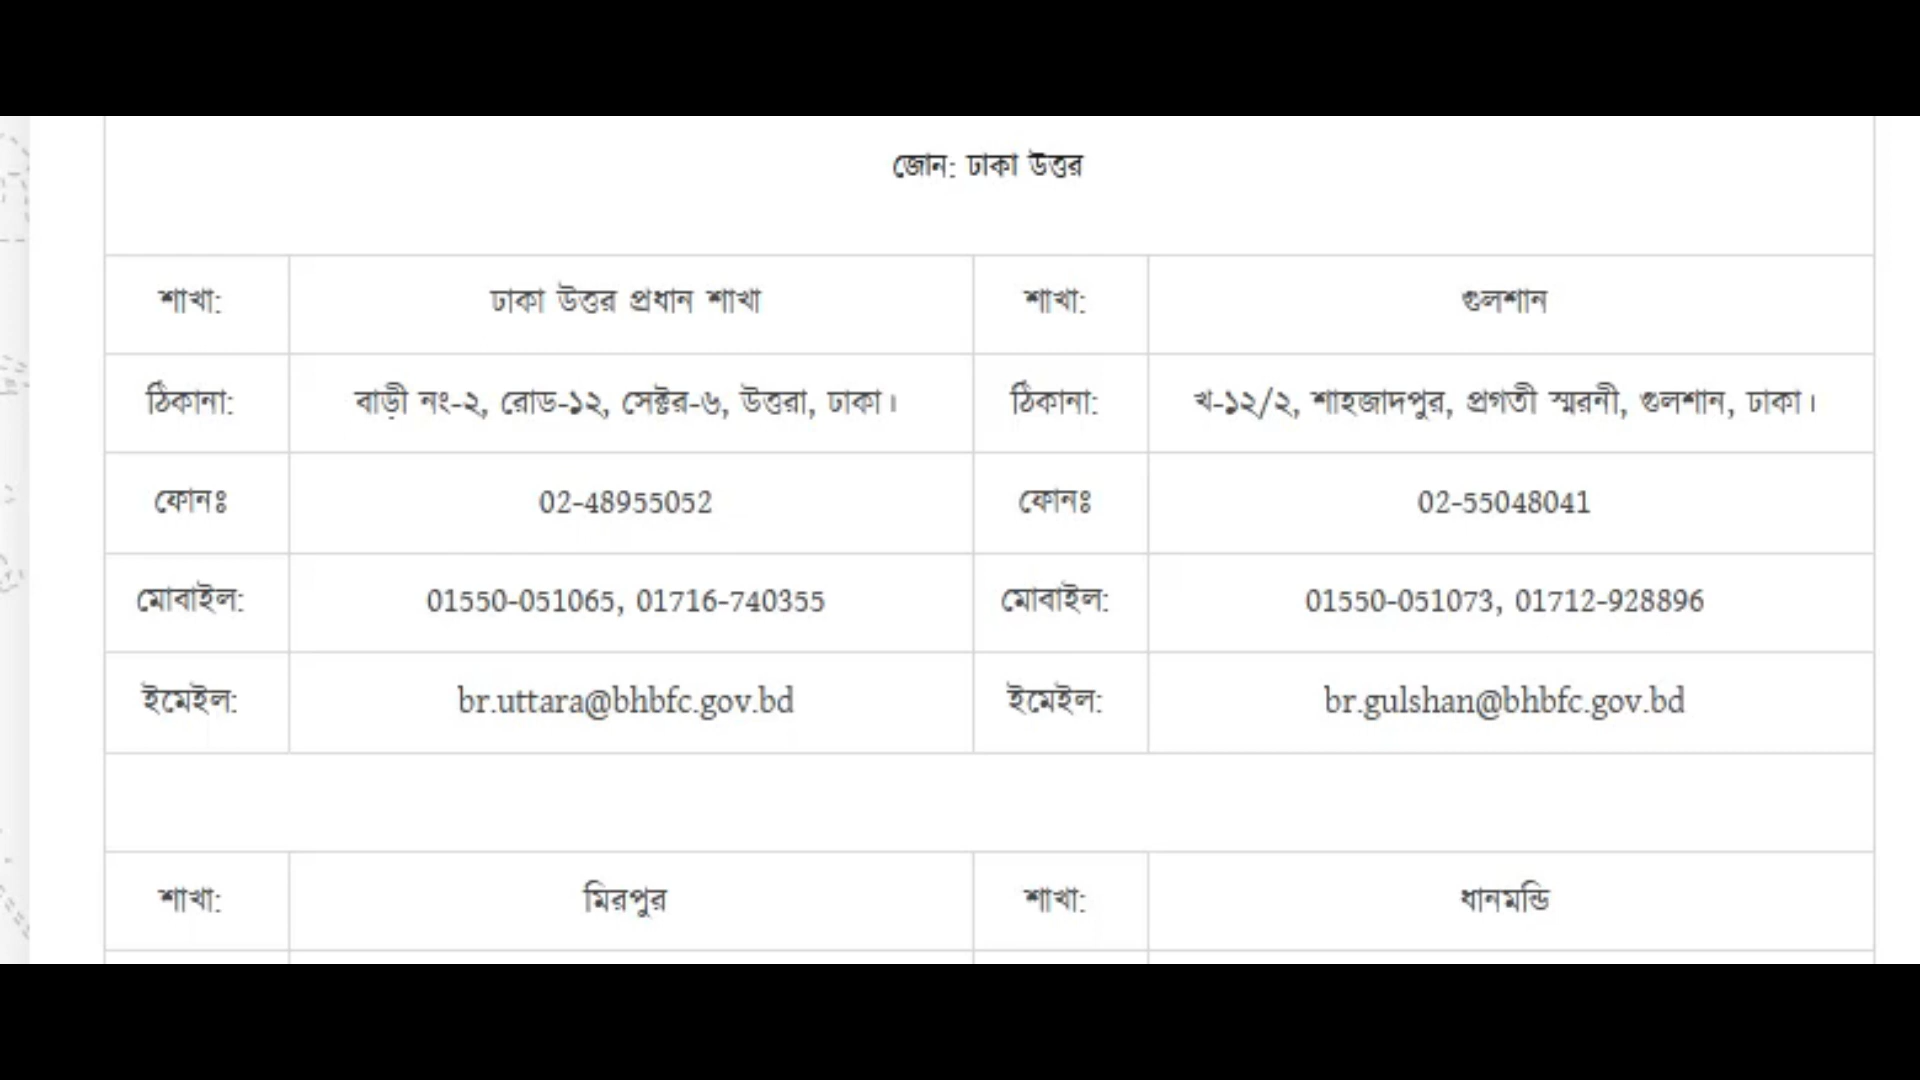 জোন: ঢাকা উত্তর
শাখা: ঢাকা উত্তর প্রধান শাখা শাখা: গুলশান
ঠিকানা: বাড়ী নং-২, রোড-১২, সেক্টর-৬, উত্তরা, ঢাকা। ঠিকানা: খ-১২/২, শাহজাদপুর, প্রগতী স্মরনী, গুলশান, ঢাকা।
ফোনঃ 02-48955052 ফোনঃ 02-55048041
মোবাইল: 01550-051065, 01716-740355 মোবাইল: 01550-051073, 01712-928896
ইমেইল: br.uttara@bhbfc.gov.bd ইমেইল: br.gulshan@bhbfc.gov.bd
শাখা: মিরপুর শাখা: ধানমন্ডি